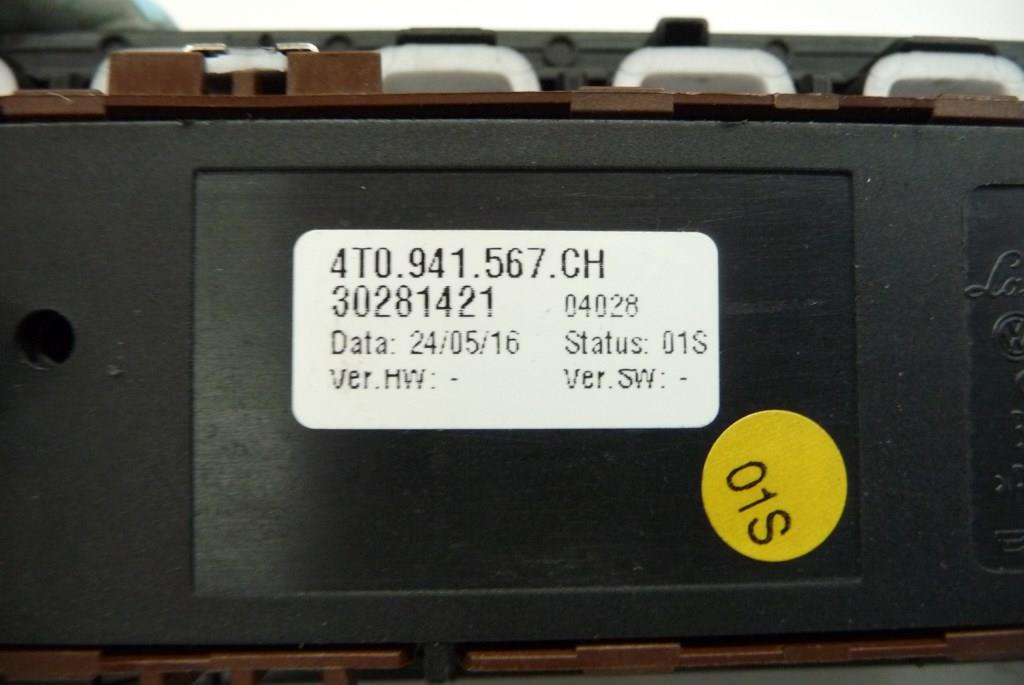 4T0.941.567.CH
30281421 04028
Data: 24/05/16 Status: 01S
Ver.HW: - Ver.SW: -
01S